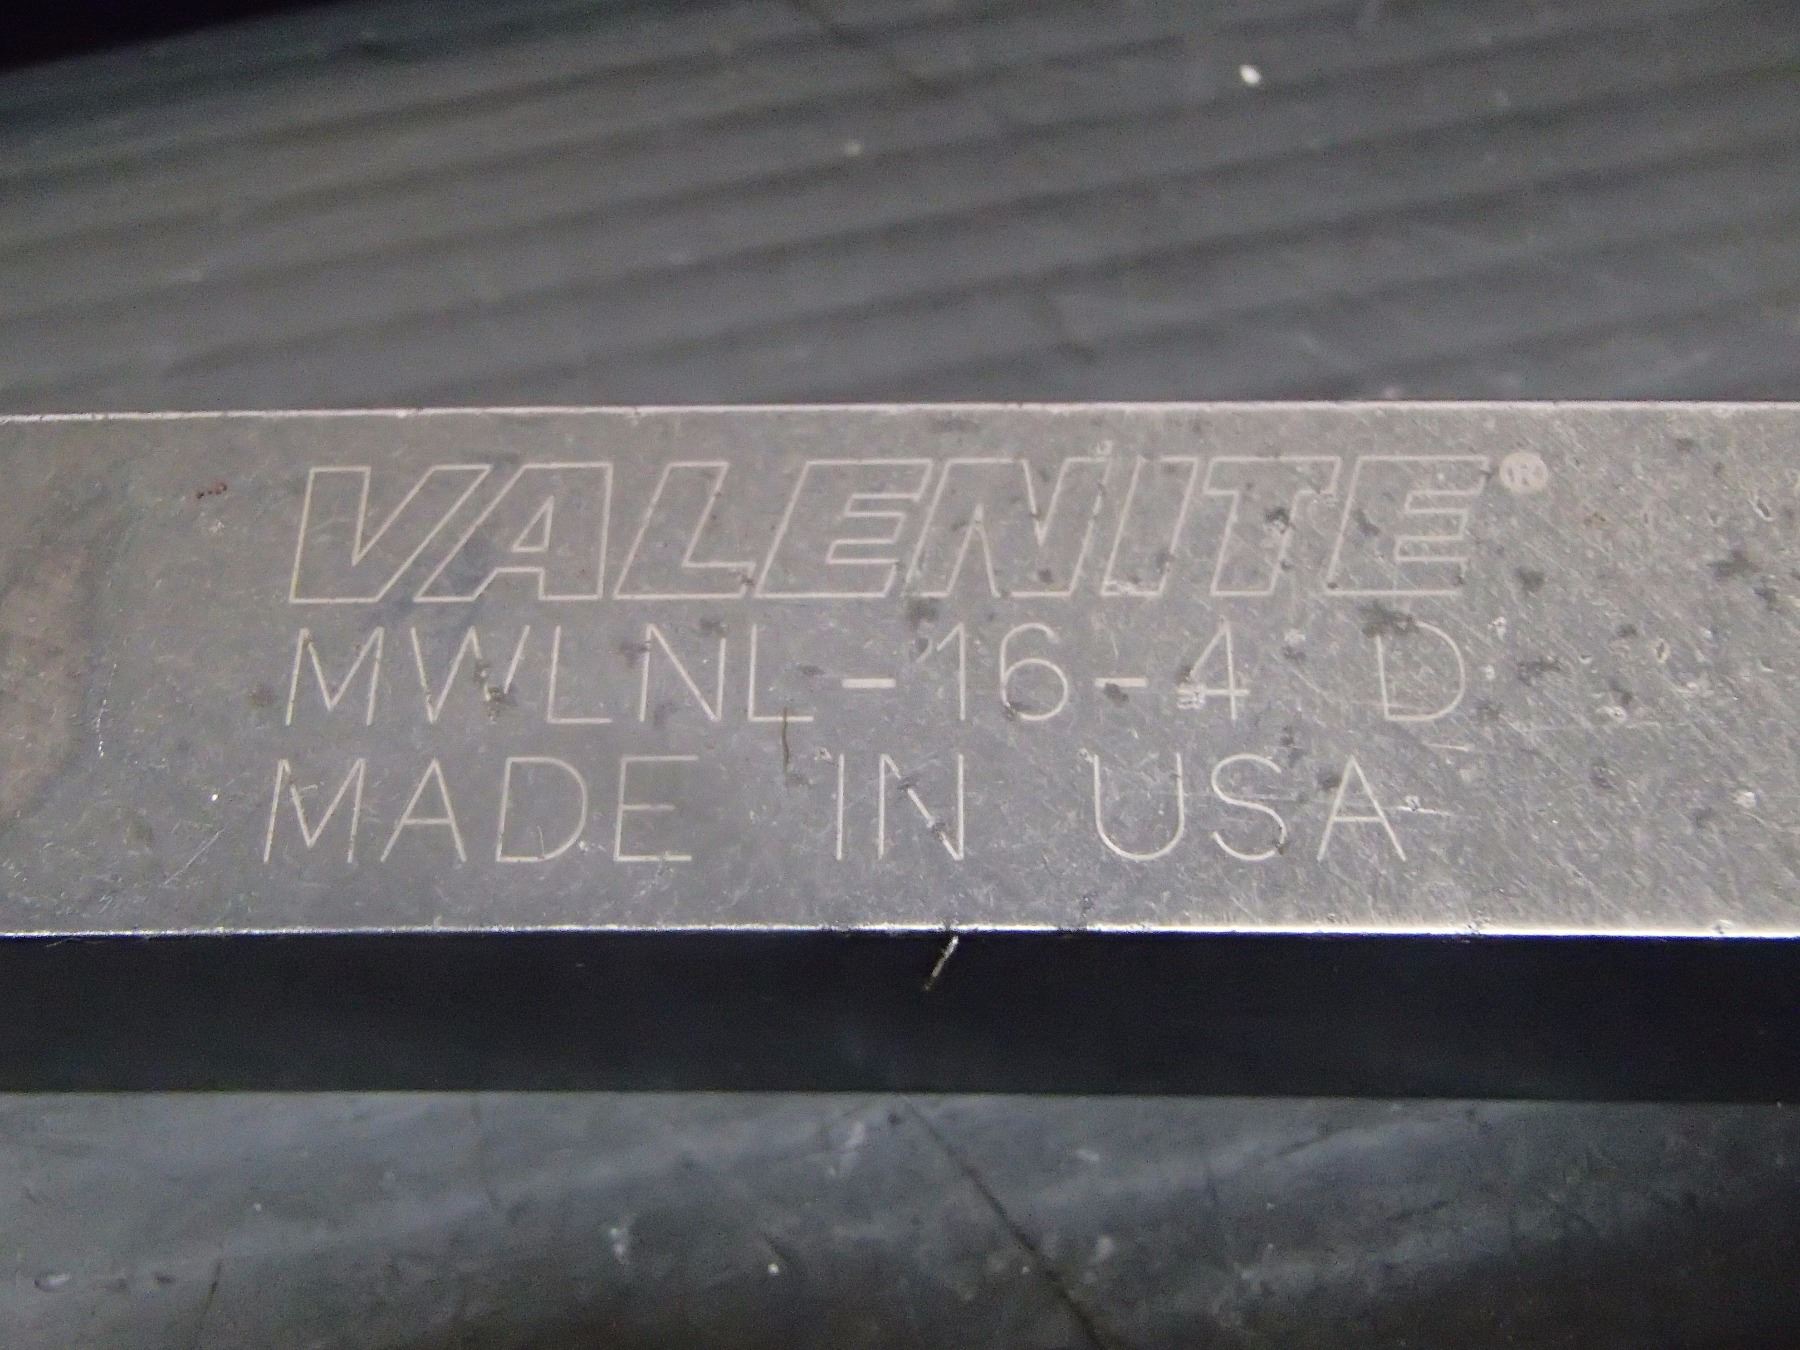 VALENITE®
MWLNL-16-4 D
MADE IN USA